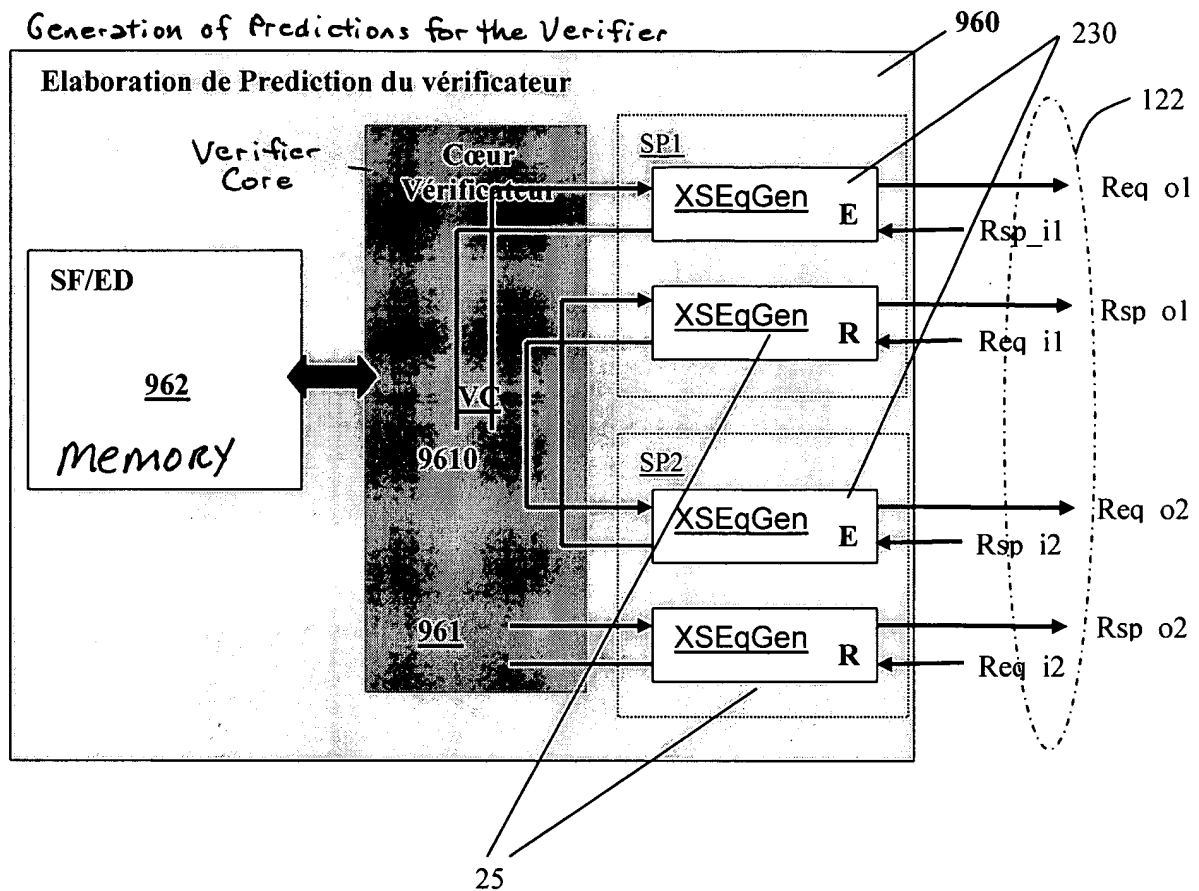 Generation of Predictions for the Verifier
960
230
Elaboration de Prediction du vérificateur
122
Verifier
Core
Cœur
Vérificateur
SP1
XSEqGen
E
Req o1
Rsp_i1
SF/ED
XSEqGen
R
Rsp o1
Req i1
962
VC
Memory
9610
SP2
XSEqGen
E
Req o2
Rsp i2
961
XSEqGen
R
Rsp o2
Req i2
25